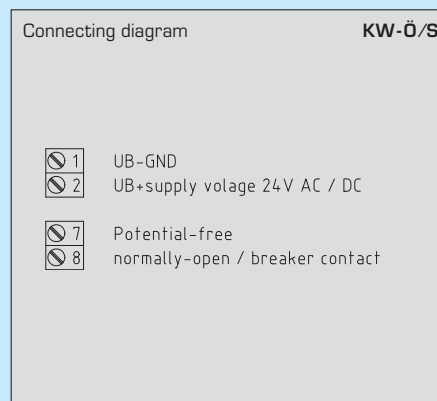 Connecting diagram KW-Ö/S
1 UB-GND
2 UB+supply volage 24V AC / DC
7 Potential-free
8 normally-open / breaker contact